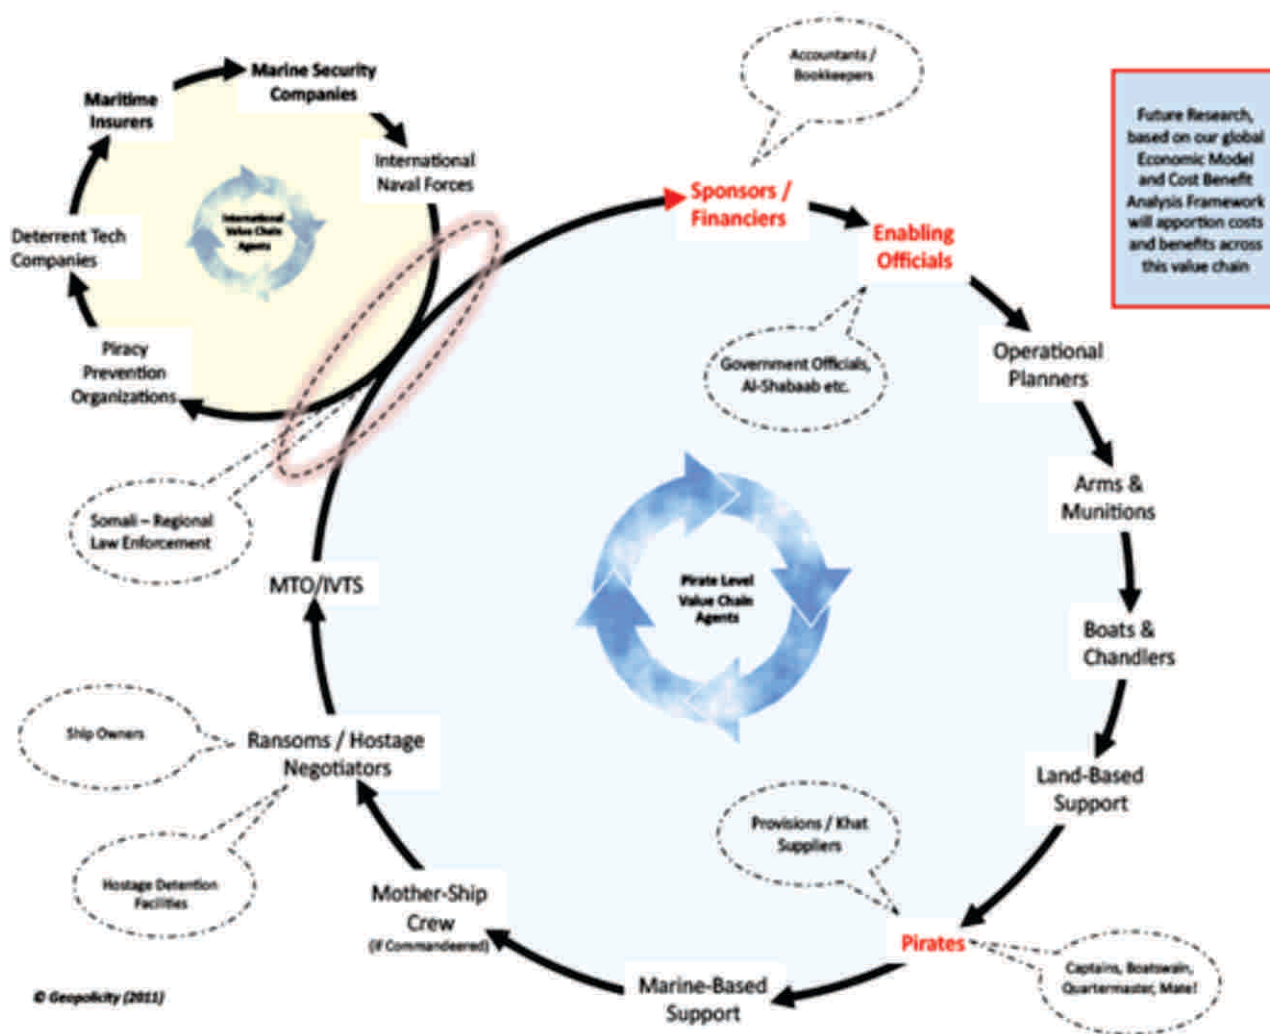 Accountants /
Bookkeepers
Marine Security
Companies
Maritime
Insurers
International
Naval Forces
International
Value Chain
Agents
Deterrent Tech
Companies
Piracy
Prevention
Organizations
Sponsors /
Financiers
Enabling
Officials
Future Research,
based on our global
Economic Model
and Cost Benefit
Analysis Framework
will apportion costs
and benefits across
this value chain
Government Officials,
Al-Shabaab etc.
Operational
Planners
Arms &
Munitions
Somali – Regional
Law Enforcement
MTO/IVTS
Pirate Level
Value Chain
Agents
Boats &
Chandlers
Ship Owners
Ransoms / Hostage
Negotiators
Land-Based
Support
Provisions / Khat
Suppliers
Hostage Detention
Facilities
Mother-Ship
Crew
(if Commandeered)
Pirates
Captains, Boatswain,
Quartermaster, Mate!
Marine-Based
Support
© Geopolicity (2011)